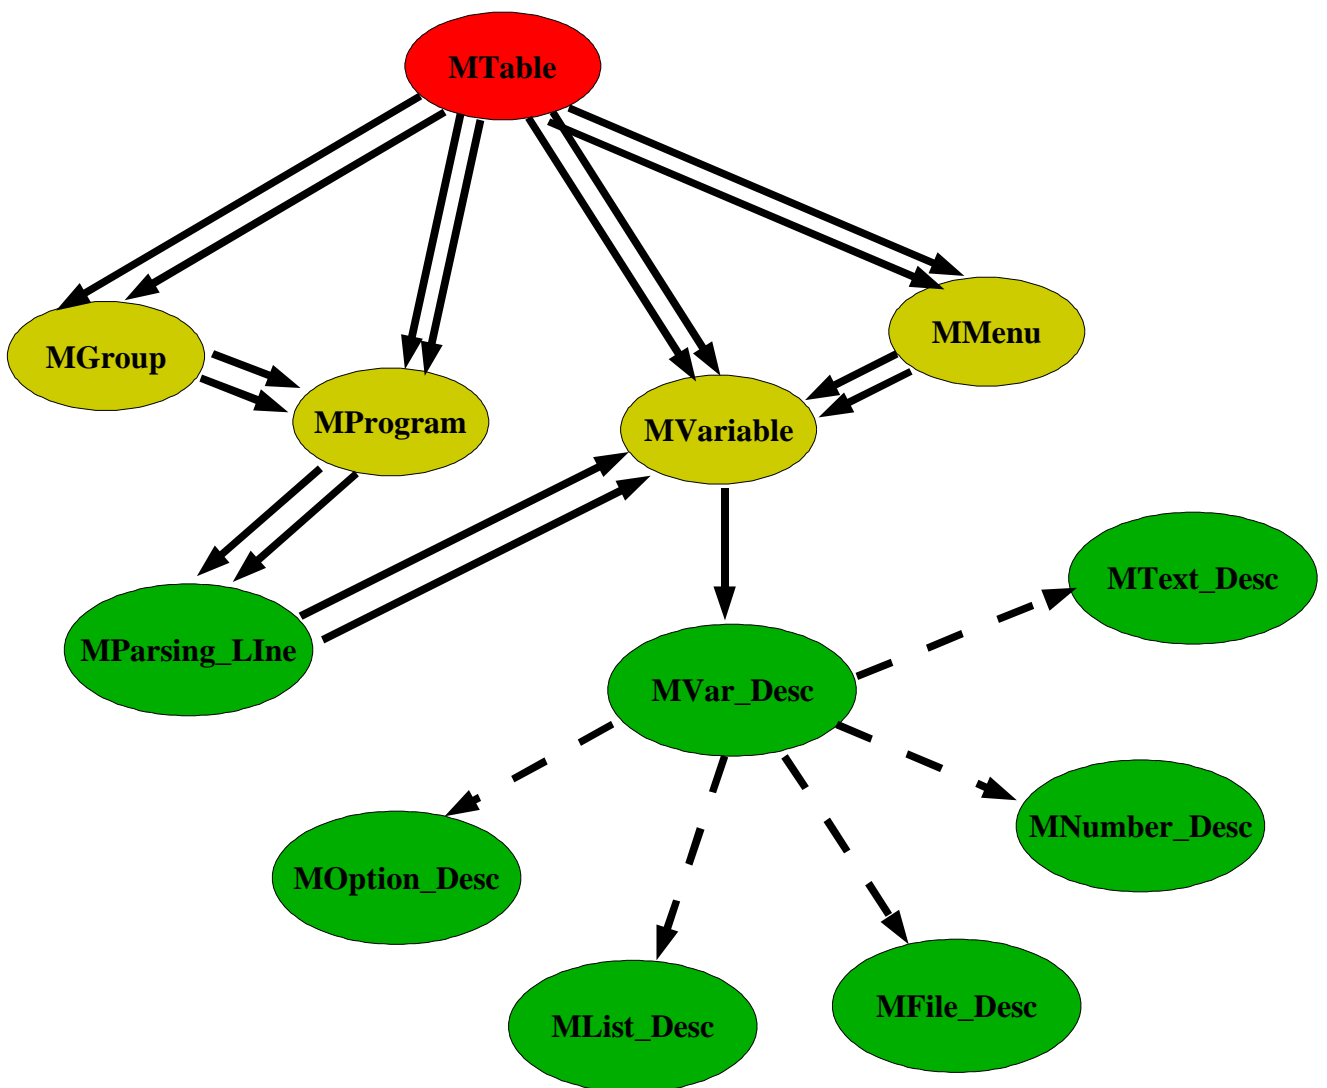 MTable
MGroup
MMenu
MProgram
MVariable
MText_Desc
MParsing_LIne
MVar_Desc
MNumber_Desc
MOption_Desc
MFile_Desc
MList_Desc